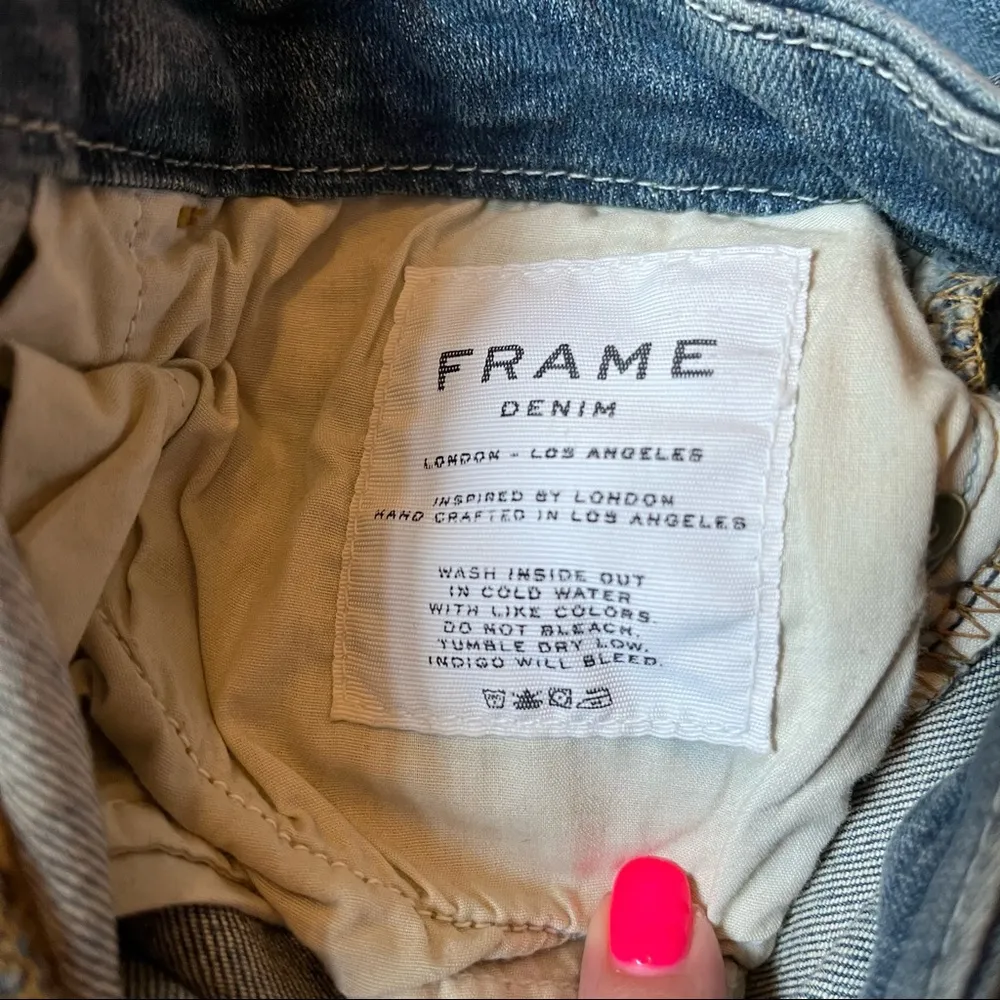 FRAME
DENIM
LONDON - LOS ANGELES
INSPIRED BY LONDON
HAND CRAFTED IN LOS ANGELES
WASH INSIDE OUT
IN COLD WATER
WITH LIKE COLORS
DO NOT BLEACH.
TUMBLE DRY LOW.
INDIGO WILL BLEED.